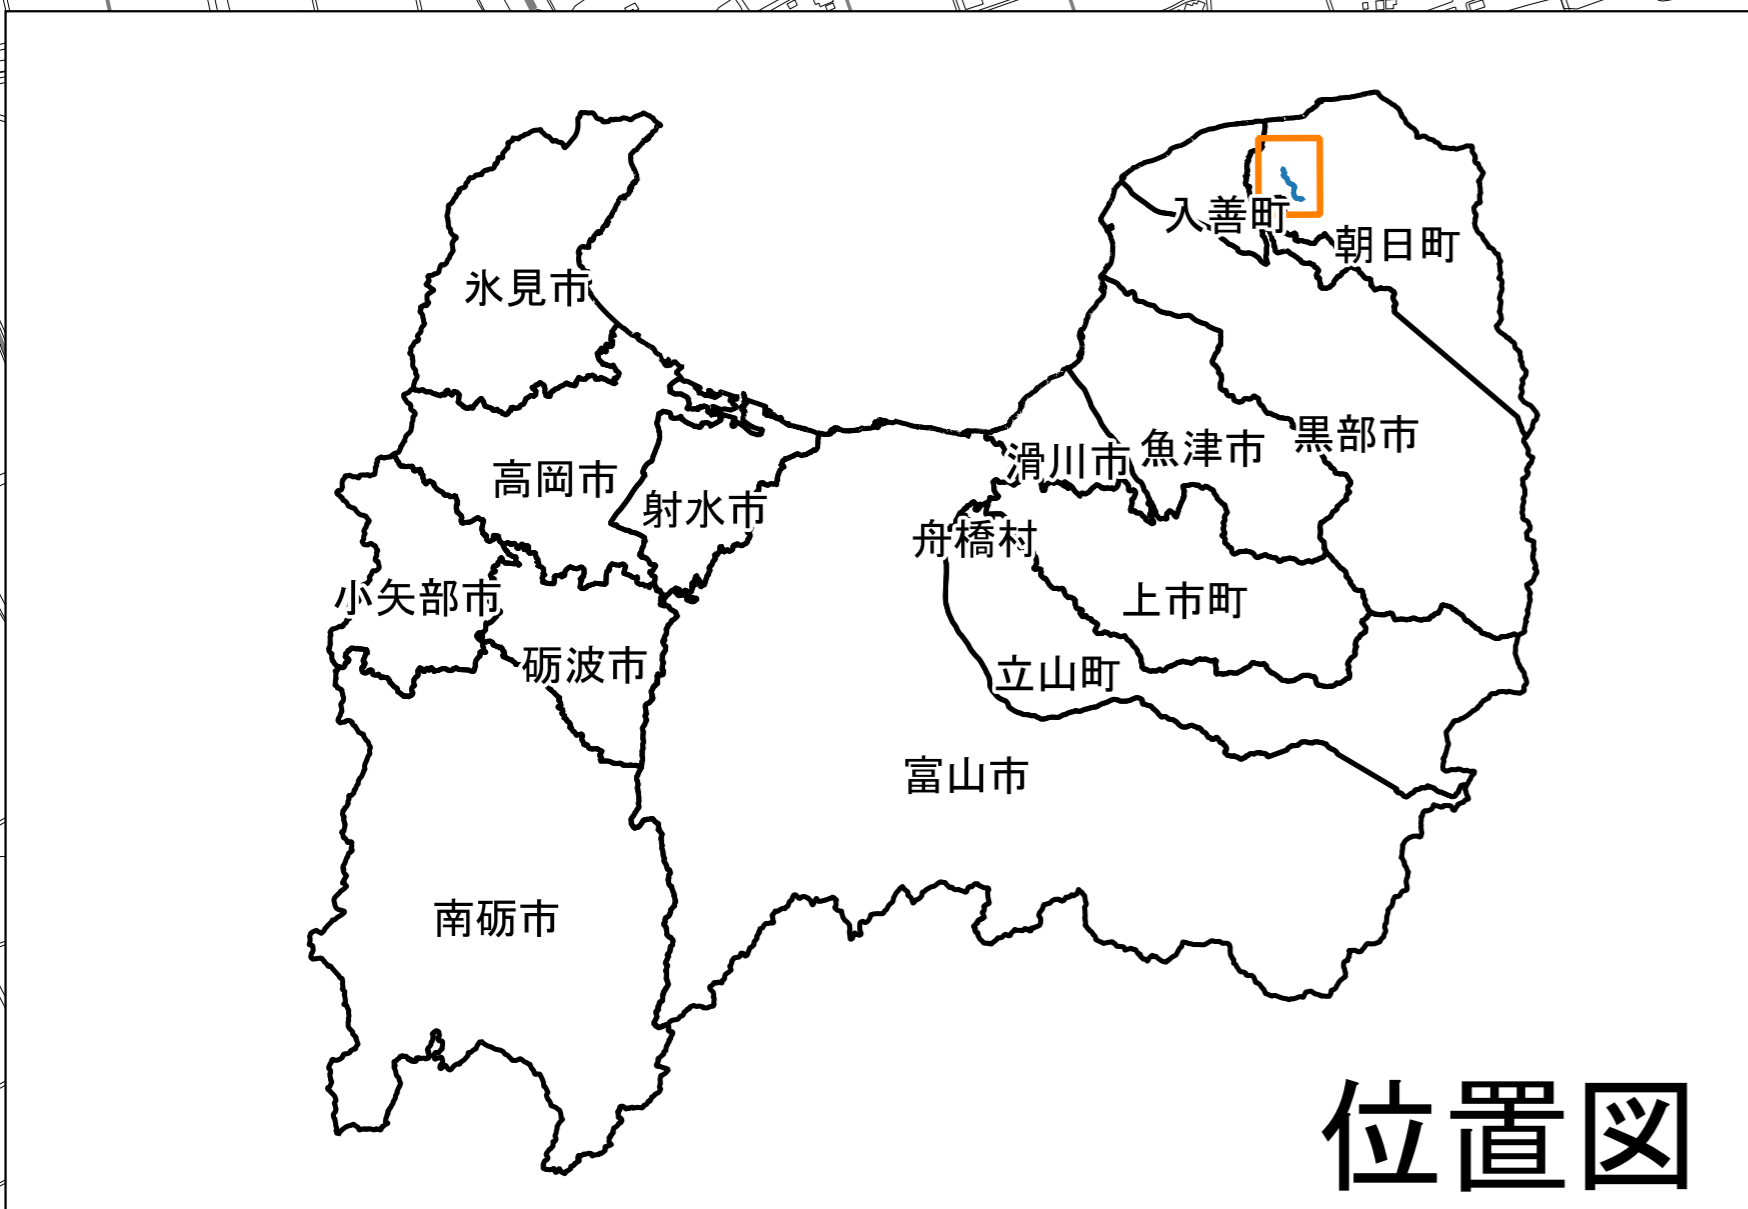 入善町
朝日町
氷見市
黒部市
魚津市
滑川市
高岡市
射水市
舟橋村
小矢部市
上市町
砺波市
立山町
富山市
南砺市
位置図